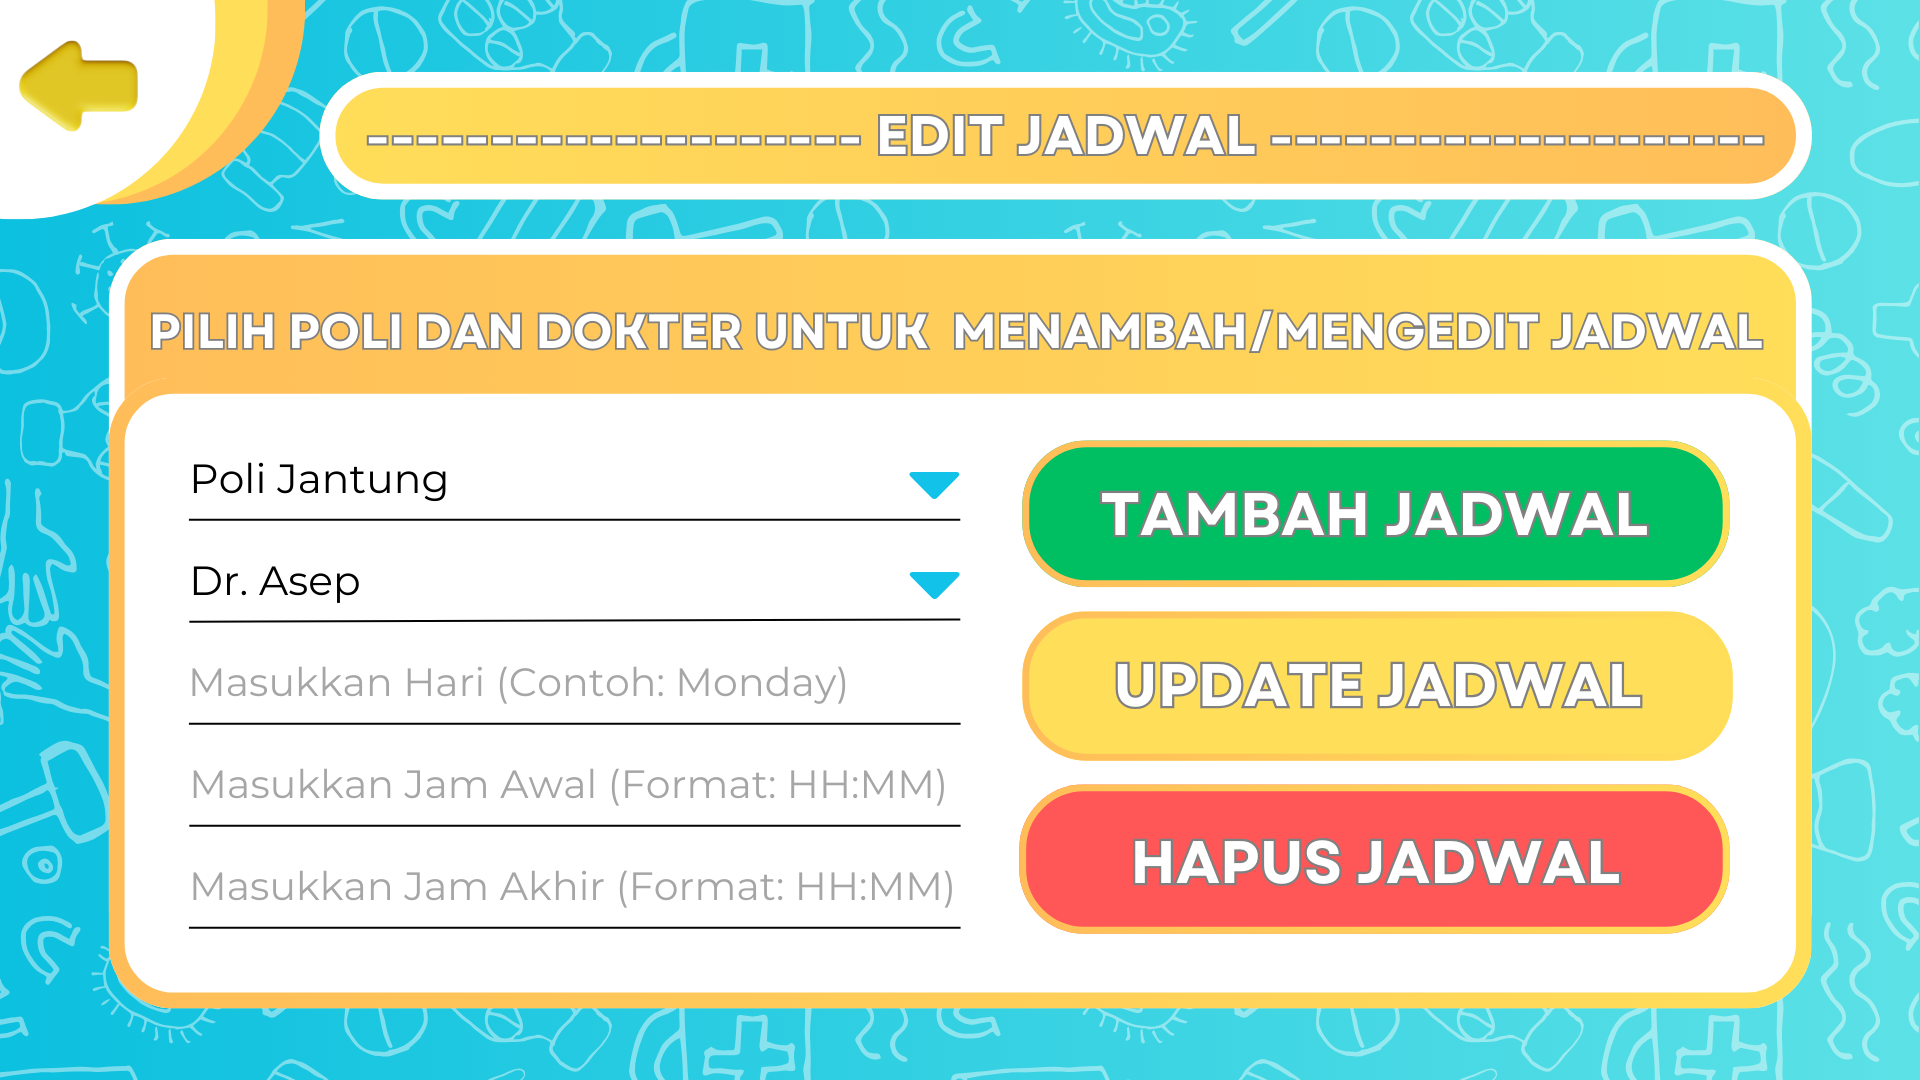 -------------------- EDIT JADWAL --------------------
PILIH POLI DAN DOKTER UNTUK  MENAMBAH/MENGEDIT JADWAL
Poli Jantung
Dr. Asep
Masukkan Hari (Contoh: Monday)
Masukkan Jam Awal (Format: HH:MM)
Masukkan Jam Akhir (Format: HH:MM)
TAMBAH JADWAL
UPDATE JADWAL
HAPUS JADWAL